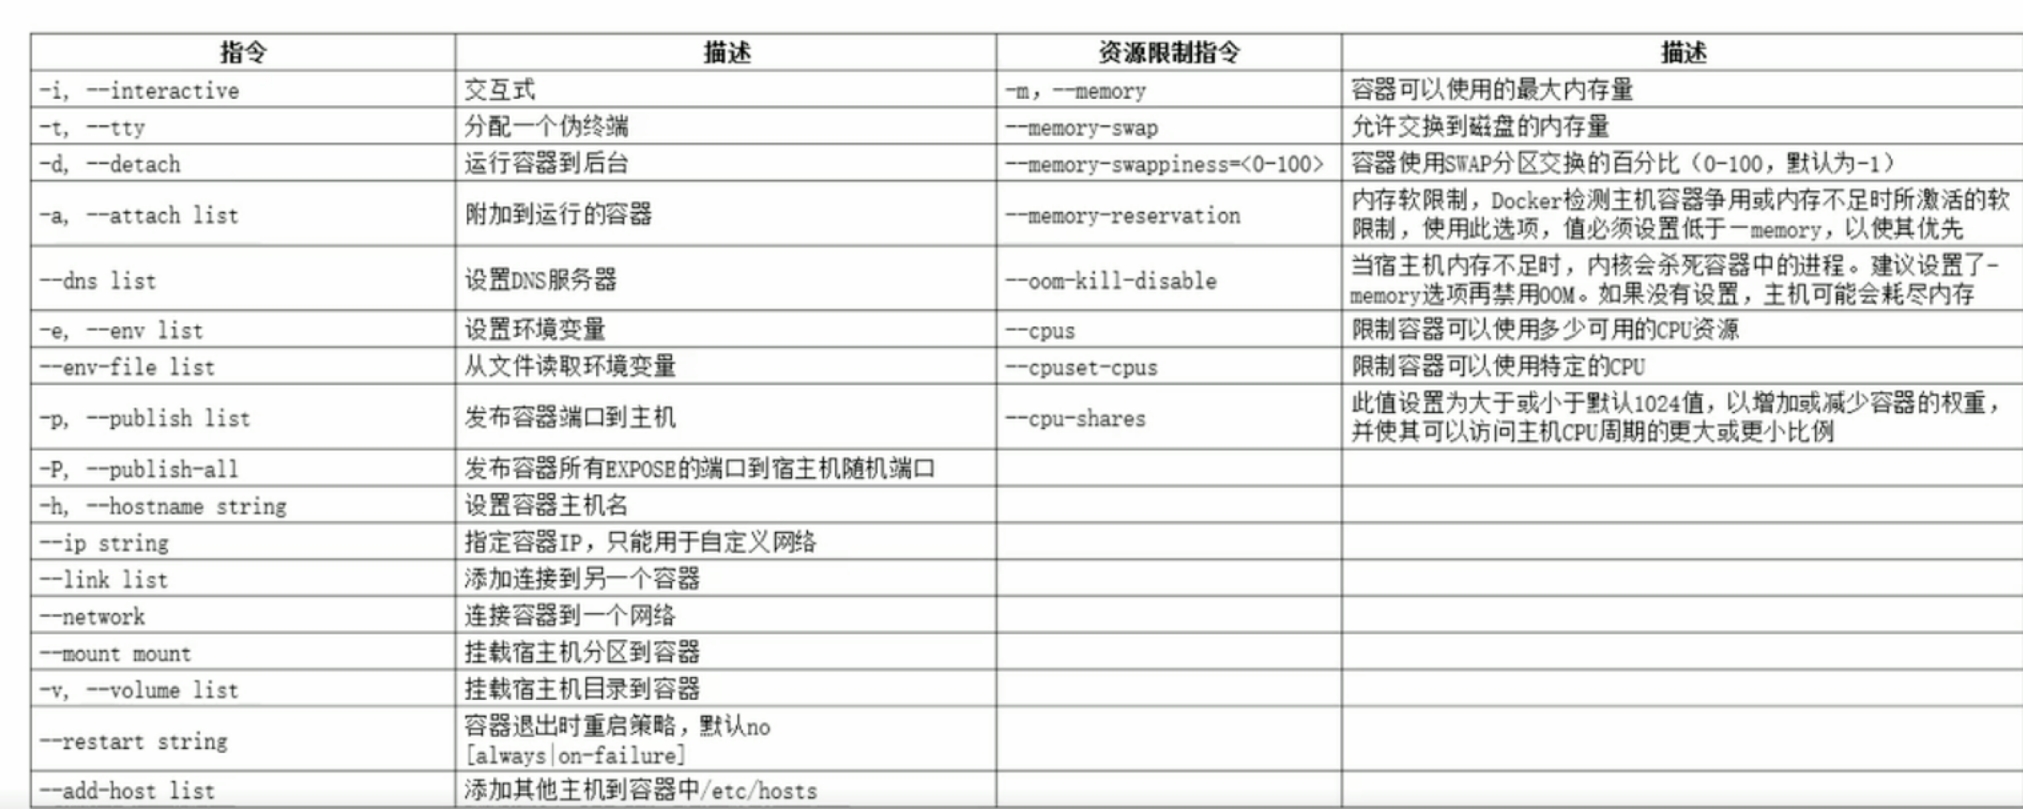 指令 描述 资源限制指令 描述
-i, --interactive 交互式 -m, --memory 容器可以使用的最大内存量
-t, --tty 分配一个伪终端 --memory-swap 允许交换到磁盘的内存量
-d, --detach 运行容器到后台 --memory-swappiness=<0-100> 容器使用SWAP分区交换的百分比（0-100，默认为-1）
-a, --attach list 附加到运行的容器 --memory-reservation 内存软限制，Docker检测主机容器争用或内存不足时所激活的软
限制，使用此选项，值必须设置低于—memory，以使其优先
--dns list 设置DNS服务器 --oom-kill-disable 当宿主机内存不足时，内核会杀死容器中的进程。建议设置了-
memory选项再禁用OOM。如果没有设置，主机可能会耗尽内存
-e, --env list 设置环境变量 --cpus 限制容器可以使用多少可用的CPU资源
--env-file list 从文件读取环境变量 --cpuset-cpus 限制容器可以使用特定的CPU
-p, --publish list 发布容器端口到主机 --cpu-shares 此值设置为大于或小于默认1024值，以增加或减少容器的权重，
并使其可以访问主机CPU周期的更大或更小比例
-P, --publish-all 发布容器所有EXPOSE的端口到宿主机随机端口
-h, --hostname string 设置容器主机名
--ip string 指定容器IP，只能用于自定义网络
--link list 添加连接到另一个容器
--network 连接容器到一个网络
--mount mount 挂载宿主机分区到容器
-v, --volume list 挂载宿主机目录到容器
--restart string 容器退出时重启策略，默认no
[always|on-failure]
--add-host list 添加其他主机到容器中/etc/hosts